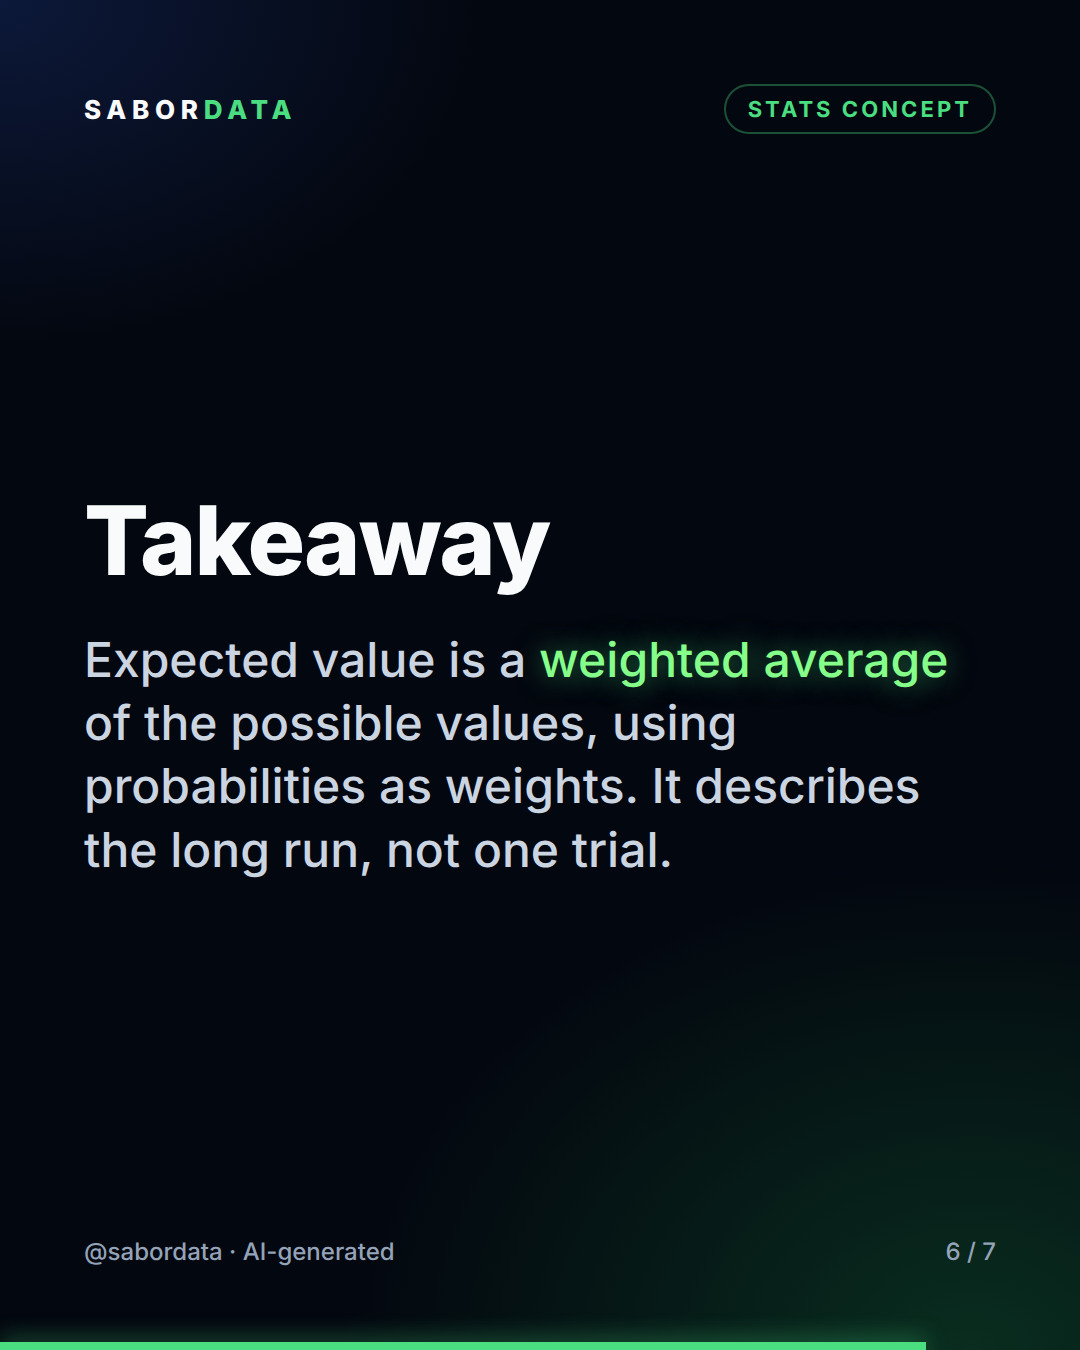 SABORDATA
STATS CONCEPT
Takeaway
Expected value is a weighted average
of the possible values, using
probabilities as weights. It describes
the long run, not one trial.
@sabordata · AI-generated
6 / 7